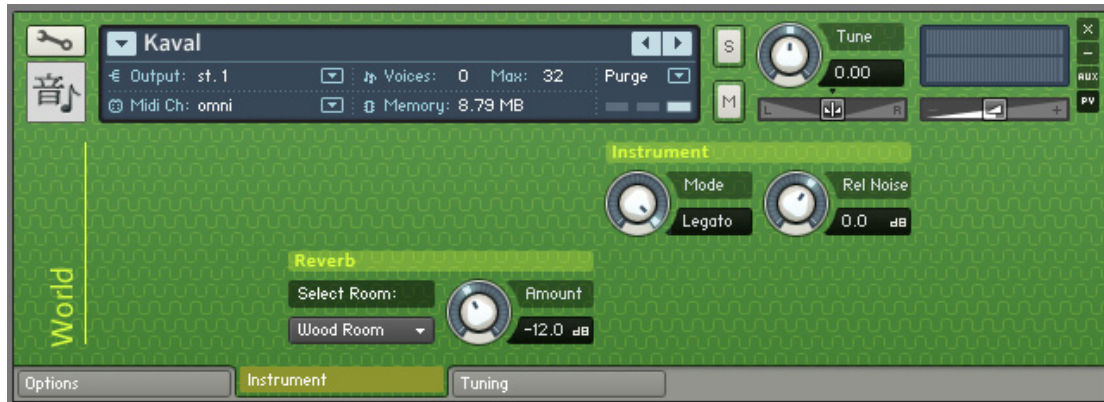 Kaval
S
Tune
×
Output: st. 1
Voices: 0 Max: 32
Purge
0.00
AUX
音
Midi Ch: omni
Memory: 8.79 MB
M
L
R
PV
Instrument
Mode
Rel Noise
Legato
0.0 dB
World
Reverb
Select Room:
Amount
Wood Room
-12.0 dB
Options
Instrument
Tuning